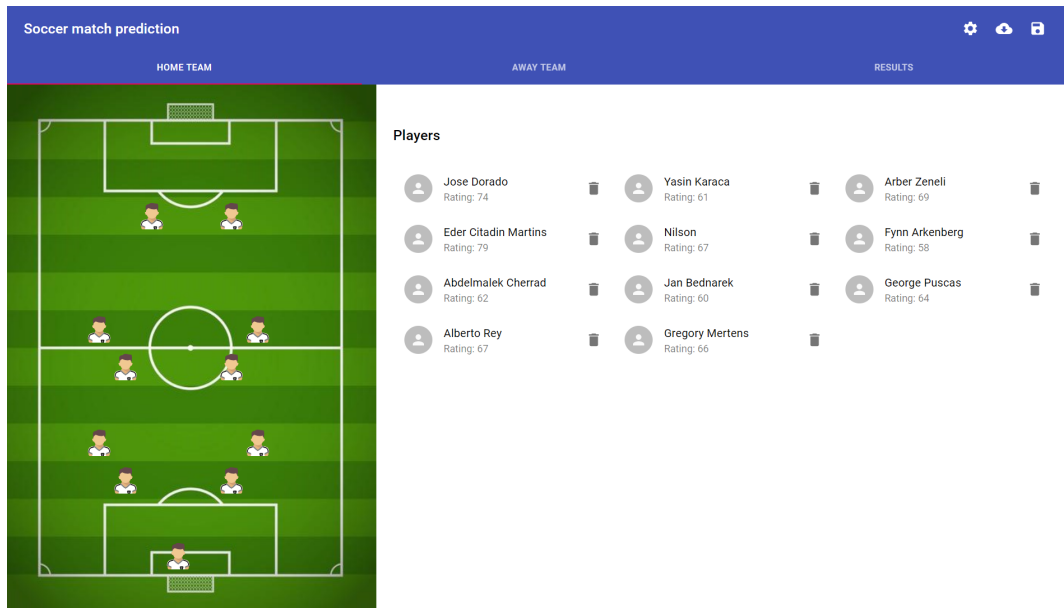 Soccer match prediction
HOME TEAM
AWAY TEAM
RESULTS
Players
Jose Dorado
Rating: 74
Yasin Karaca
Rating: 61
Arber Zeneli
Rating: 69
Eder Citadin Martins
Rating: 79
Nilson
Rating: 67
Fynn Arkenberg
Rating: 58
Abdelmalek Cherrad
Rating: 62
Jan Bednarek
Rating: 60
George Puscas
Rating: 64
Alberto Rey
Rating: 67
Gregory Mertens
Rating: 66